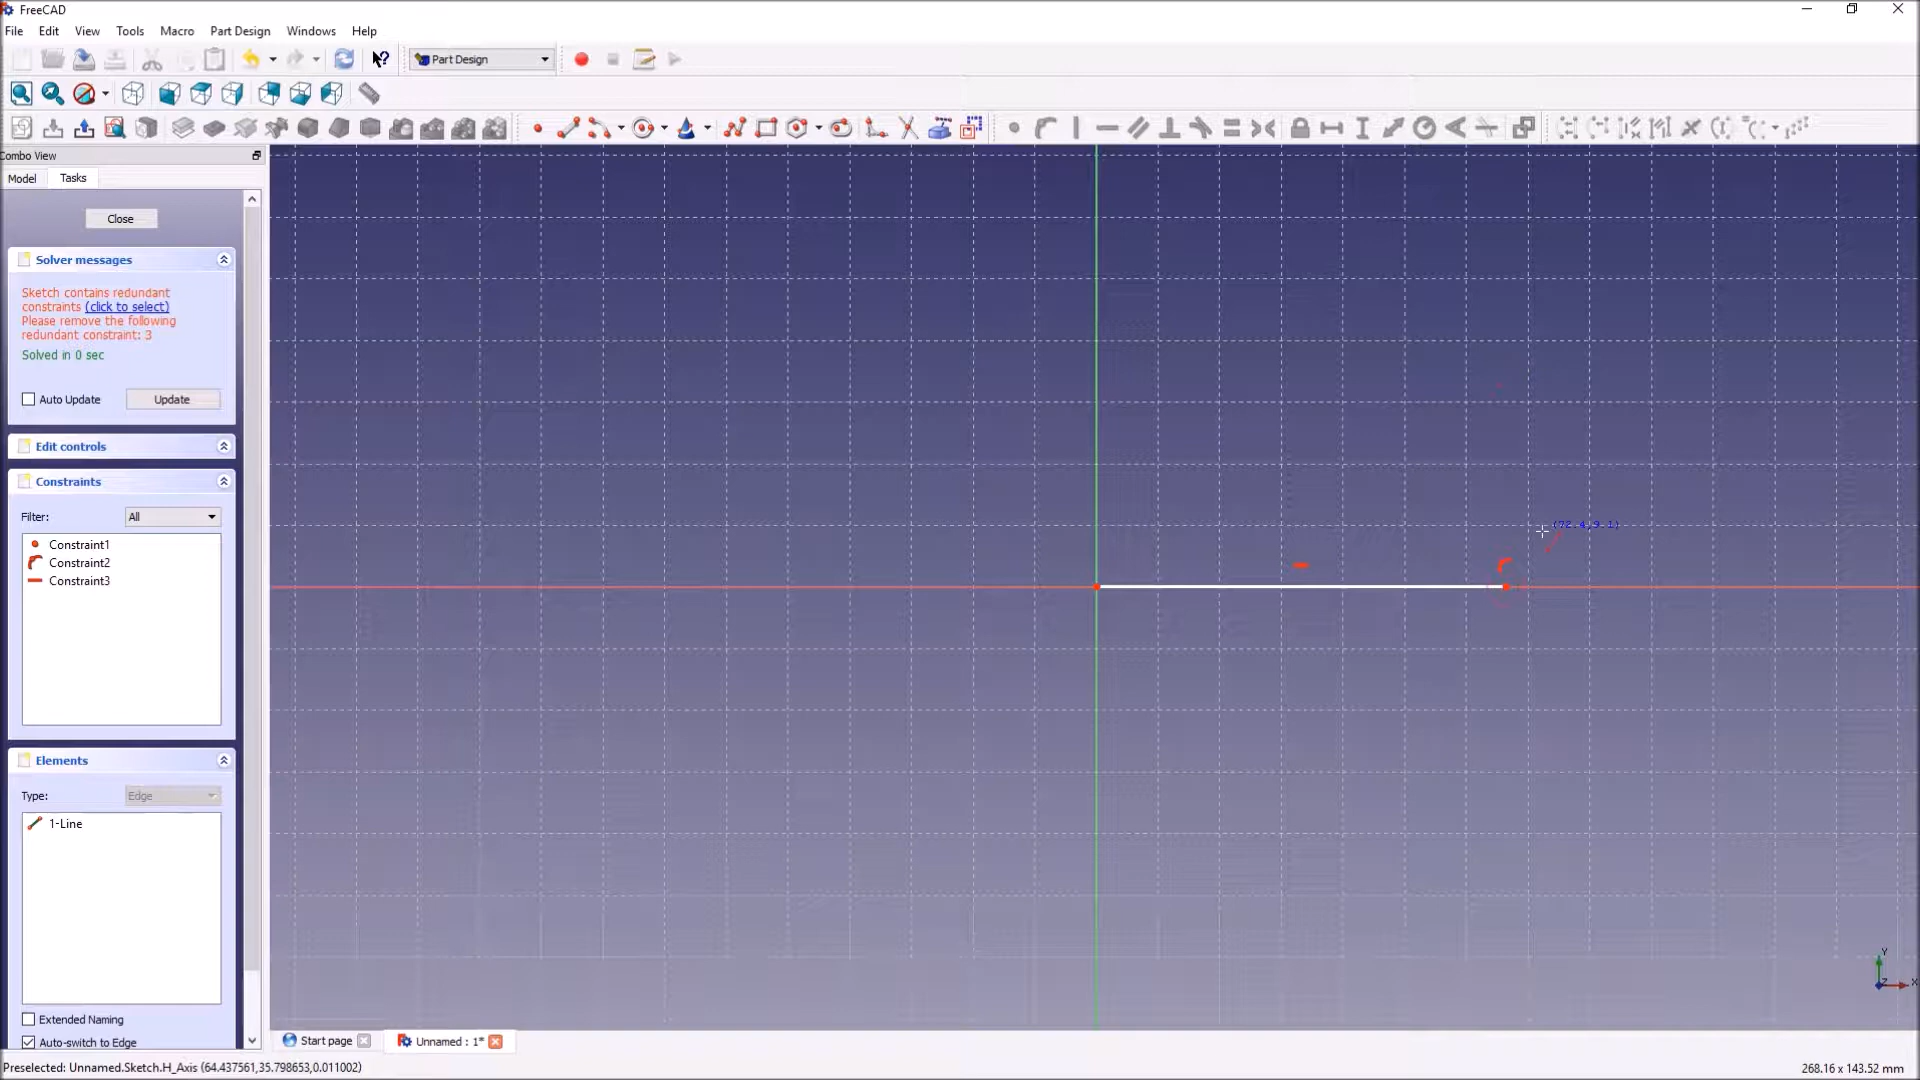 FreeCAD
File Edit View Tools Macro Part Design Windows Help
Part Design
Combo View
Model Tasks
Close
Solver messages
Sketch contains redundant
constraints (click to select)
Please remove the following
redundant constraint: 3
Solved in 0 sec
Auto Update Update
Edit controls
Constraints
Filter: All
Constraint1
Constraint2
Constraint3
Elements
Type: Edge
1-Line
Extended Naming
Auto-switch to Edge
(72.4,9.1)
Y
Z
X
Start page
Unnamed : 1*
Preselected: Unnamed.Sketch.H_Axis (64.437561,35.798653,0.011002)
268.16 x 143.52 mm